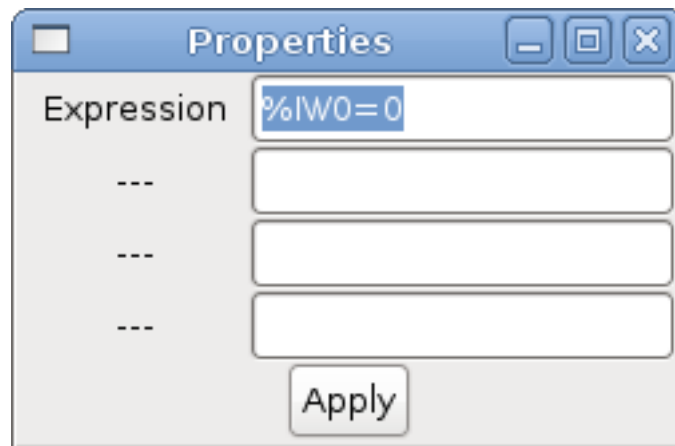 Properties
Expression %IW0=0
---
---
---
Apply